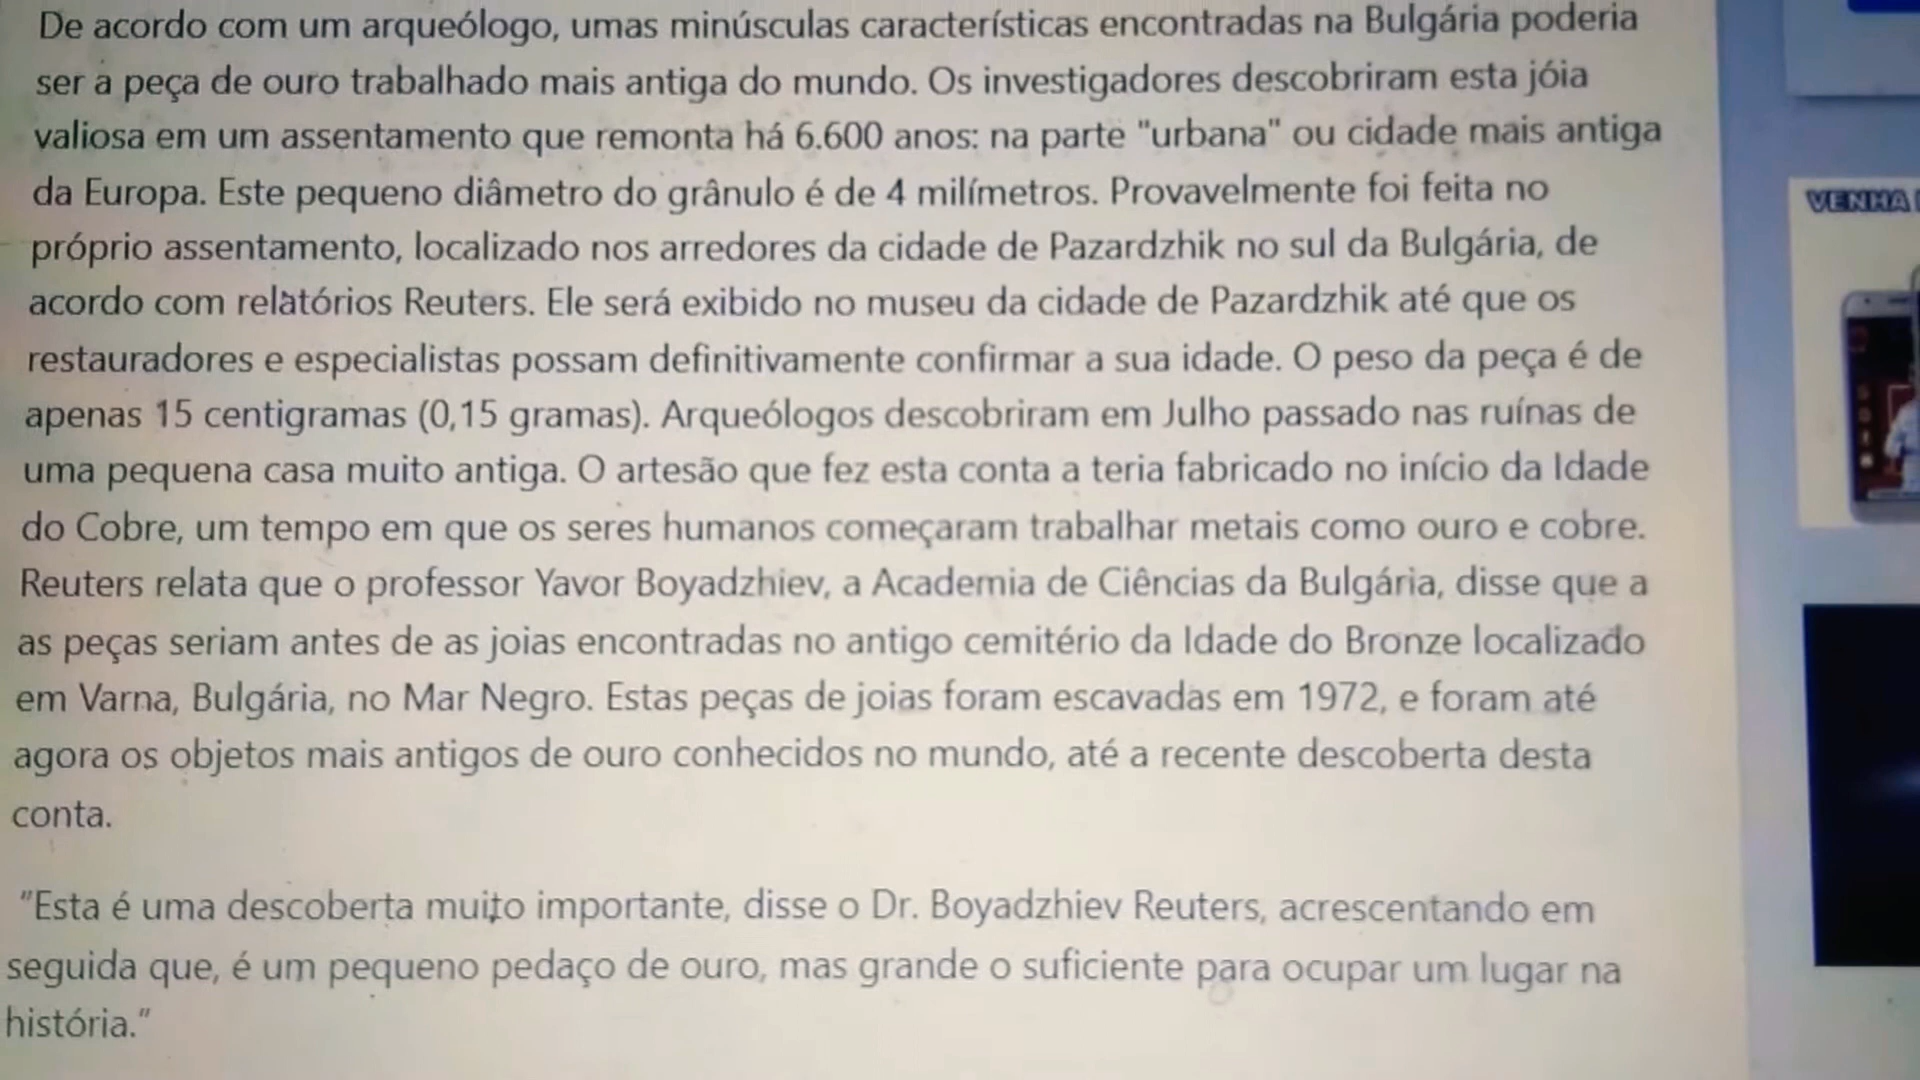 De acordo com um arqueólogo, umas minúsculas características encontradas na Bulgária poderia
ser a peça de ouro trabalhado mais antiga do mundo. Os investigadores descobriram esta jóia
valiosa em um assentamento que remonta há 6.600 anos: na parte "urbana" ou cidade mais antiga
da Europa. Este pequeno diâmetro do grânulo é de 4 milímetros. Provavelmente foi feita no
próprio assentamento, localizado nos arredores da cidade de Pazardzhik no sul da Bulgária, de
acordo com relatórios Reuters. Ele será exibido no museu da cidade de Pazardzhik até que os
restauradores e especialistas possam definitivamente confirmar a sua idade. O peso da peça é de
apenas 15 centigramas (0,15 gramas). Arqueólogos descobriram em Julho passado nas ruínas de
uma pequena casa muito antiga. O artesão que fez esta conta a teria fabricado no início da Idade
do Cobre, um tempo em que os seres humanos começaram trabalhar metais como ouro e cobre.
Reuters relata que o professor Yavor Boyadzhiev, a Academia de Ciências da Bulgária, disse que a
as peças seriam antes de as joias encontradas no antigo cemitério da Idade do Bronze localizado
em Varna, Bulgária, no Mar Negro. Estas peças de joias foram escavadas em 1972, e foram até
agora os objetos mais antigos de ouro conhecidos no mundo, até a recente descoberta desta
conta.
"Esta é uma descoberta muito importante, disse o Dr. Boyadzhiev Reuters, acrescentando em
seguida que, é um pequeno pedaço de ouro, mas grande o suficiente para ocupar um lugar na
história."
VENHA